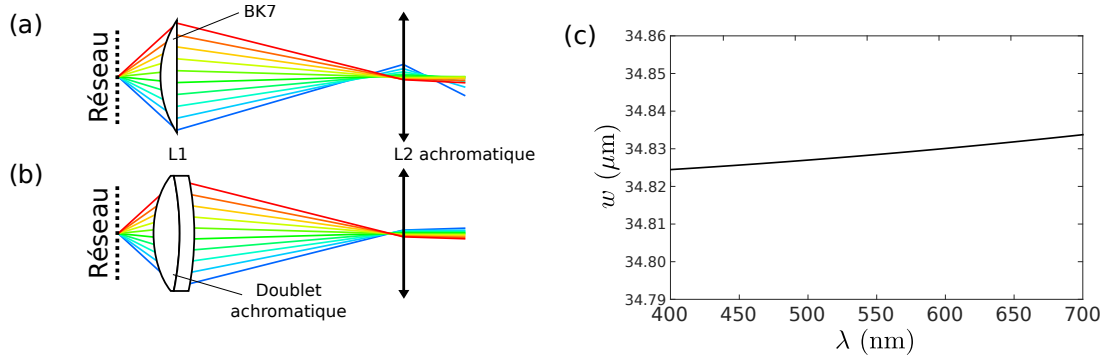 (a)
BK7
Réseau
L1
L2 achromatique
(b)
Réseau
Doublet
achromatique
(c)
34.86
34.85
34.84
34.83
34.82
34.81
34.80
34.79
w (μm)
400 450 500 550 600 650 700
λ (nm)